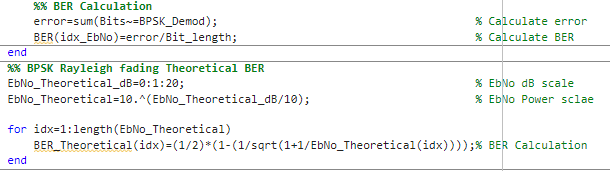 %% BER Calculation
error=sum(Bits~=BPSK_Demod); % Calculate error
BER(idx_EbNo)=error/Bit_length; % Calculate BER
end
%% BPSK Rayleigh fading Theoretical BER
EbNo_Theoretical_dB=0:1:20; % EbNo dB scale
EbNo_Theoretical=10.^(EbNo_Theoretical_dB/10); % EbNo Power sclae
for idx=1:length(EbNo_Theoretical)
BER_Theoretical(idx)=(1/2)*(1-(1/sqrt(1+1/EbNo_Theoretical(idx))));% BER Calculation
end